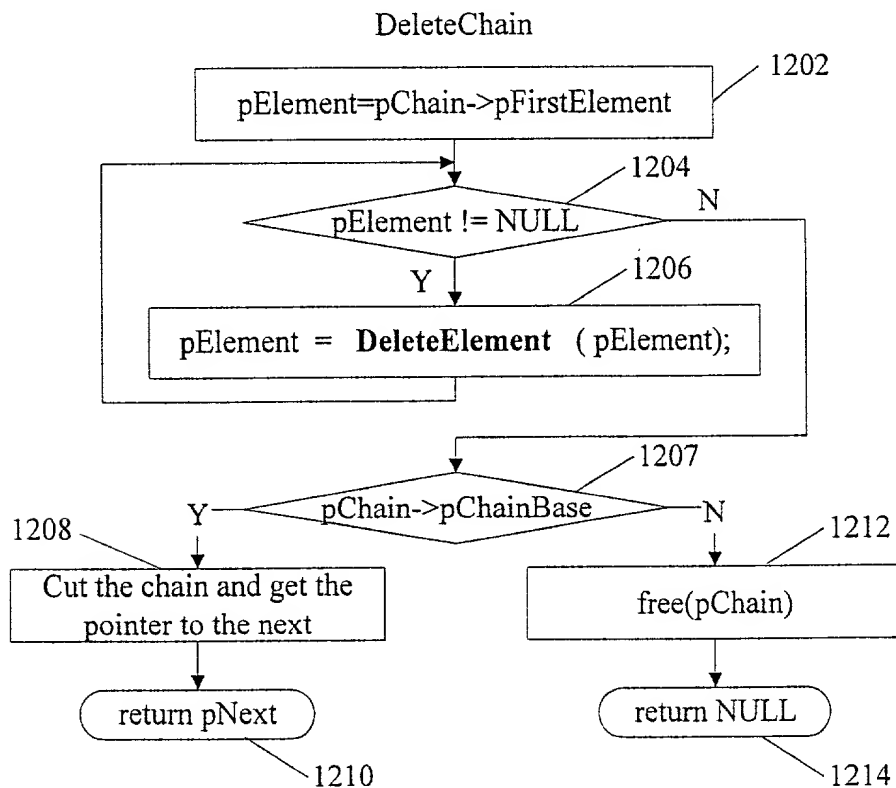 DeleteChain
1202
pElement=pChain->pFirstElement
1204
pElement != NULL
N
Y
1206
pElement = DeleteElement ( pElement);
1207
pChain->pChainBase
Y
N
1208
1212
Cut the chain and get the
pointer to the next
free(pChain)
return pNext
return NULL
1210
1214